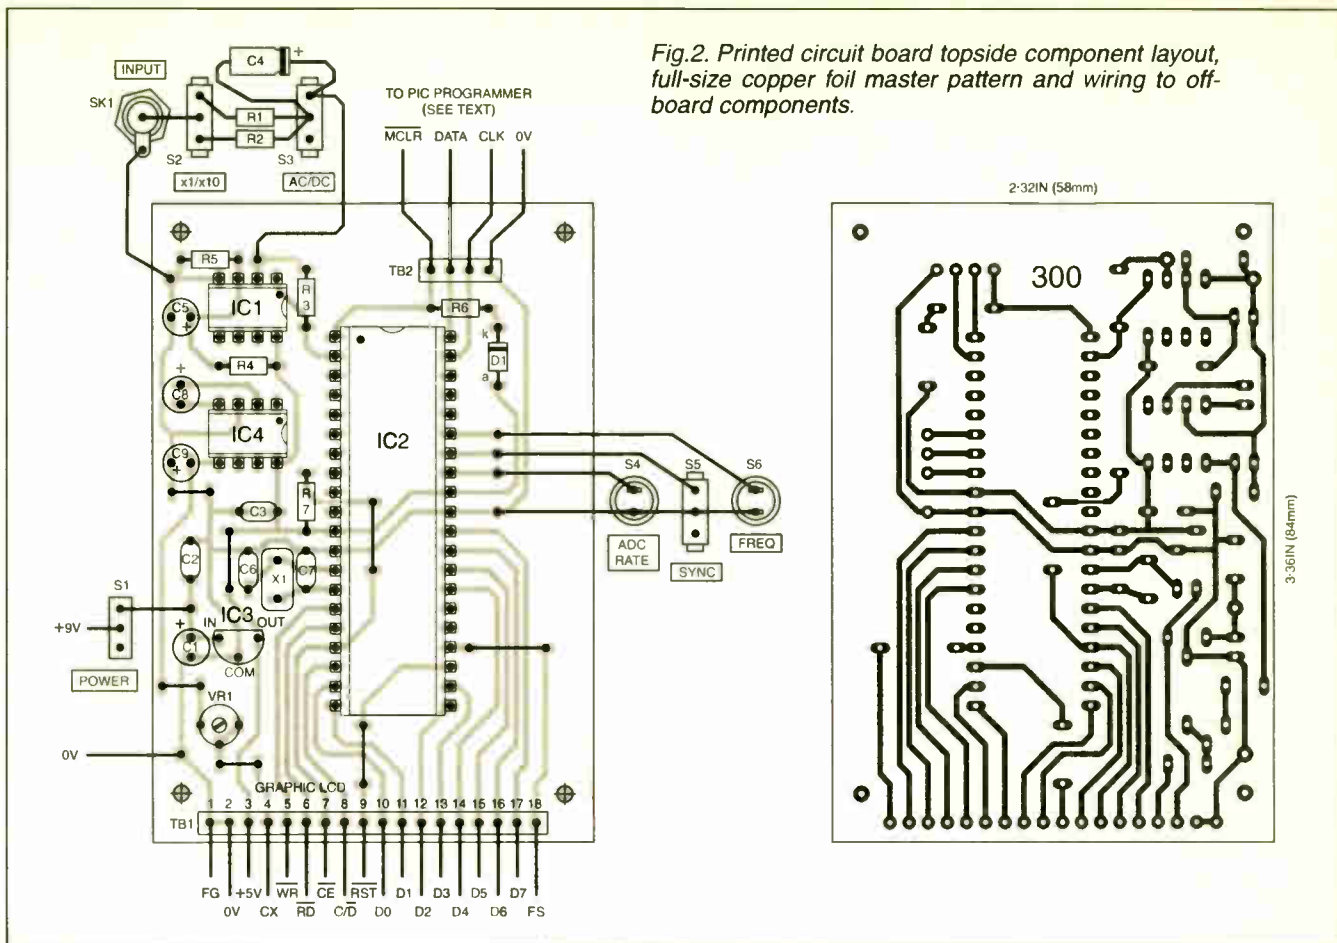 Fig.2. Printed circuit board topside component layout,
full-size copper foil master pattern and wiring to off-
board components.
INPUT
SK1
C4
+
R1
R2
S2
S3
x1/x10
AC/DC
TO PIC PROGRAMMER
(SEE TEXT)
MCLR DATA CLK 0V
TB2
R5
IC1
R3
C5
+
R6
k
D1
a
R4
+
C8
IC4
IC2
C9
+
R7
C3
C2
C6
X1
C7
S4
S5
S6
ADC
RATE
SYNC
FREQ
S1
+9V
POWER
IC3
IN OUT
+
C1
COM
VR1
0V
GRAPHIC LCD
1 2 3 4 5 6 7 8 9 10 11 12 13 14 15 16 17 18
TB1
FG +5V WR CE RST D1 D3 D5 D7
0V CX RD C/D D0 D2 D4 D6 FS
2·32IN (58mm)
300
3·36IN (84mm)